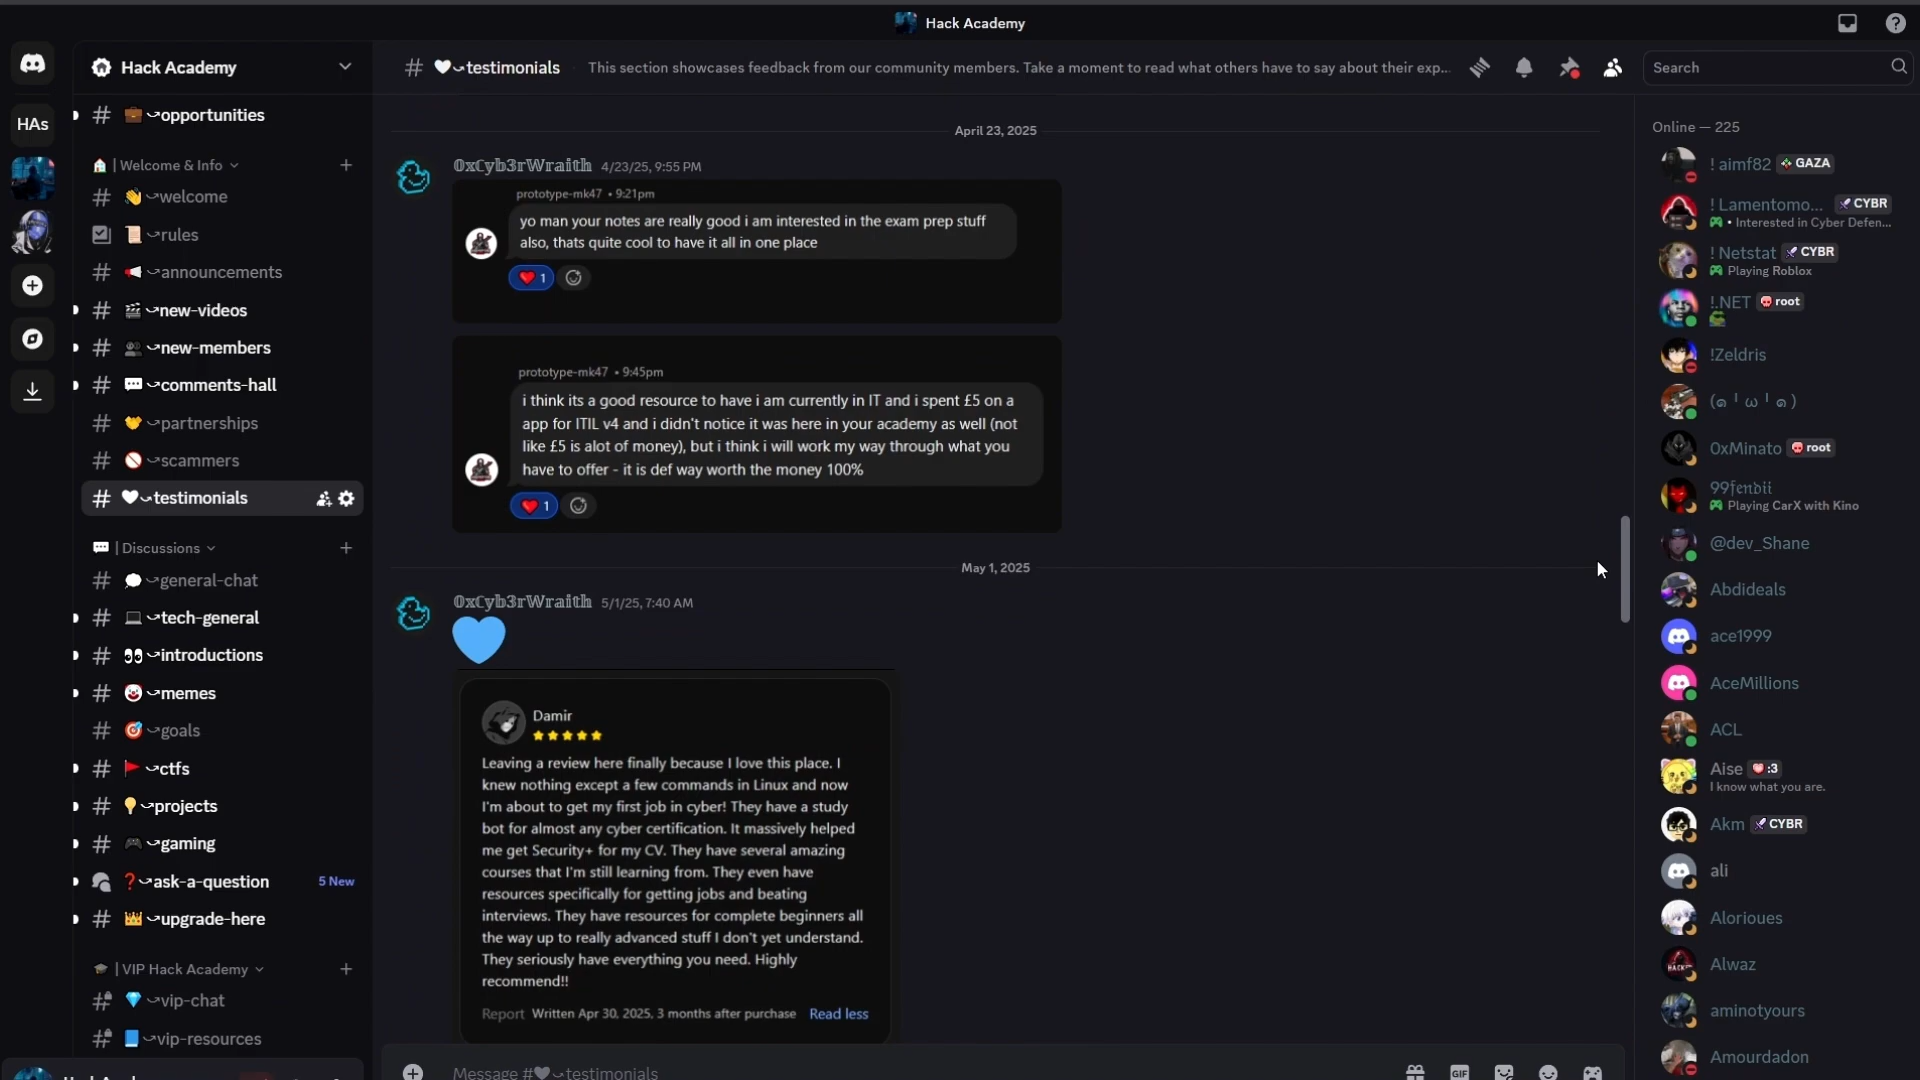 Hack Academy
Hack Academy
# testimonials
This section showcases feedback from our community members. Take a moment to read what others have to say about their exp...
Search
HAs
# opportunities
| Welcome & Info
# welcome
rules
# announcements
# new-videos
# new-members
# comments-hall
# partnerships
# scammers
# testimonials
| Discussions
# general-chat
# tech-general
# introductions
# memes
# goals
# ctfs
# projects
# gaming
ask-a-question 5 New
# upgrade-here
| VIP Hack Academy
# vip-chat
# vip-resources
April 23, 2025
0xCyb3rWraith 4/23/25, 9:55 PM
prototype-mk47 • 9:21pm
yo man your notes are really good i am interested in the exam prep stuff
also, thats quite cool to have it all in one place
1
prototype-mk47 • 9:45pm
i think its a good resource to have i am currently in IT and i spent £5 on a
app for ITIL v4 and i didn't notice it was here in your academy as well (not
like £5 is alot of money), but i think i will work my way through what you
have to offer - it is def way worth the money 100%
1
May 1, 2025
0xCyb3rWraith 5/1/25, 7:40 AM
Damir
Leaving a review here finally because I love this place. I
knew nothing except a few commands in Linux and now
I'm about to get my first job in cyber! They have a study
bot for almost any cyber certification. It massively helped
me get Security+ for my CV. They have several amazing
courses that I'm still learning from. They even have
resources specifically for getting jobs and beating
interviews. They have resources for complete beginners all
the way up to really advanced stuff I don't yet understand.
They seriously have everything you need. Highly
recommend!!
Report Written Apr 30, 2025, 3 months after purchase Read less
Message # testimonials
GIF
Online — 225
! aimf82 GAZA
! Lamentomo... CYBR
• Interested in Cyber Defen...
! Netstat CYBR
Playing Roblox
!.NET root
!Zeldris
(๑ ╹ ω ╹ ๑ )
0xMinato root
99fenbii
Playing CarX with Kino
@dev_Shane
Abdideals
ace1999
AceMillions
ACL
Aise :3
I know what you are.
Akm CYBR
ali
Alorioues
Alwaz
aminotyours
Amourdadon